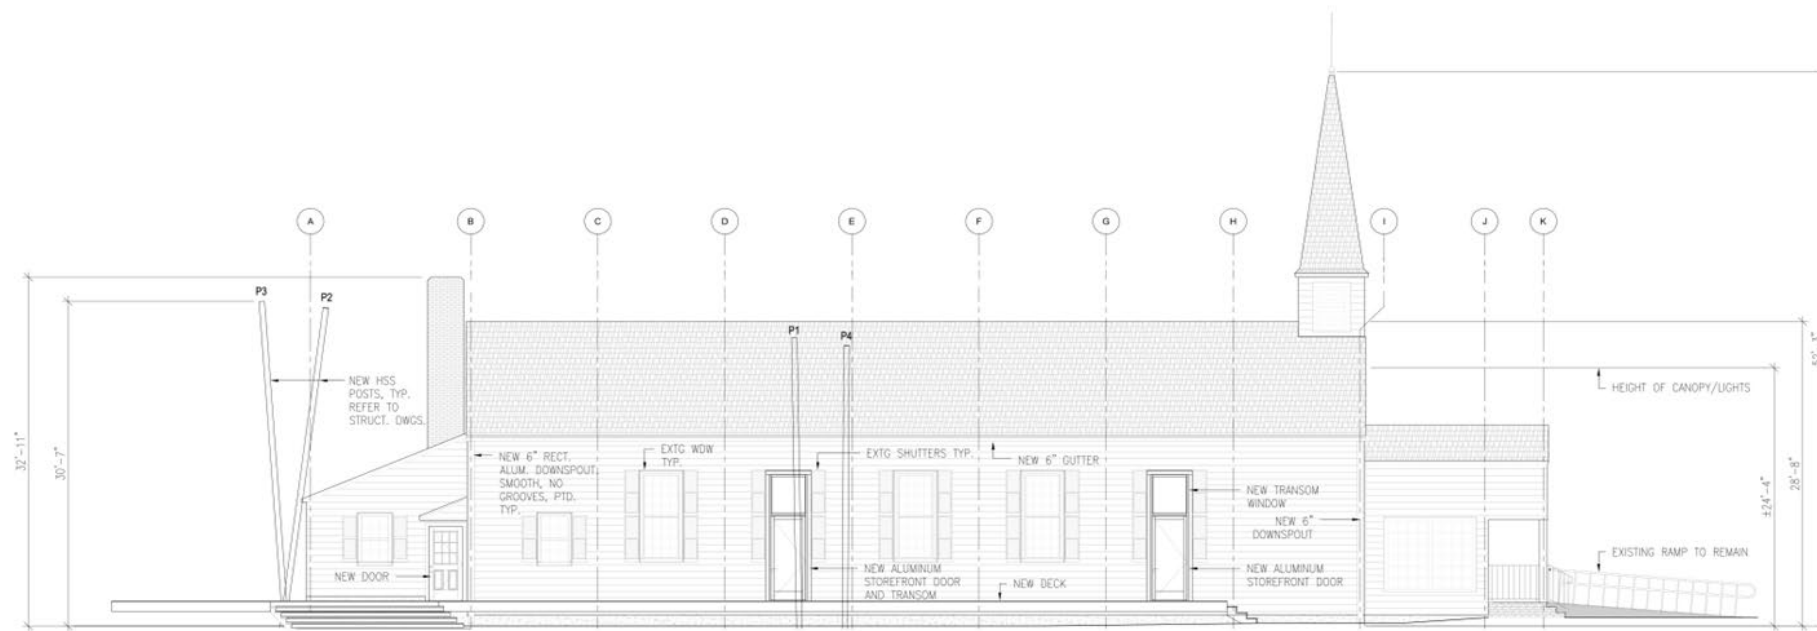 A
B
C
D
E
F
G
H
I
J
K
P3
P2
P1
P4
NEW HSS
POSTS, TYP.
REFER TO
STRUCT. DWGS.
32'-11"
30'-7"
NEW 6" RECT.
ALUM. DOWNSPOUT,
SMOOTH, NO
GROOVES, PTD.
TYP.
EXTG WDW
TYP.
EXTG SHUTTERS TYP.
NEW 6" GUTTER
NEW TRANSOM
WINDOW
NEW 6"
DOWNSPOUT
HEIGHT OF CANOPY/LIGHTS
±24'-4"
28'-8"
EXISTING RAMP TO REMAIN
NEW DOOR
NEW ALUMINUM
STOREFRONT DOOR
AND TRANSOM
NEW DECK
NEW ALUMINUM
STOREFRONT DOOR